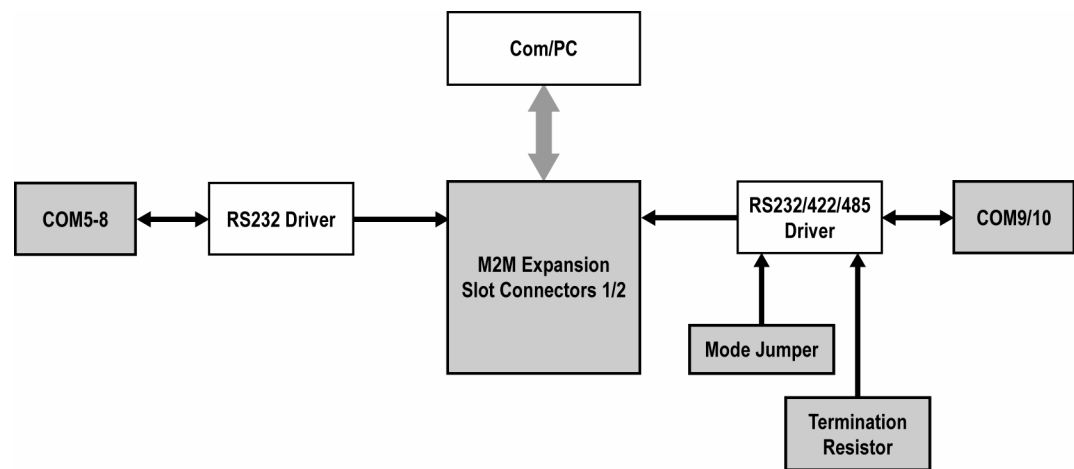 Com/PC
COM5-8
RS232 Driver
M2M Expansion
Slot Connectors 1/2
RS232/422/485
Driver
COM9/10
Mode Jumper
Termination
Resistor